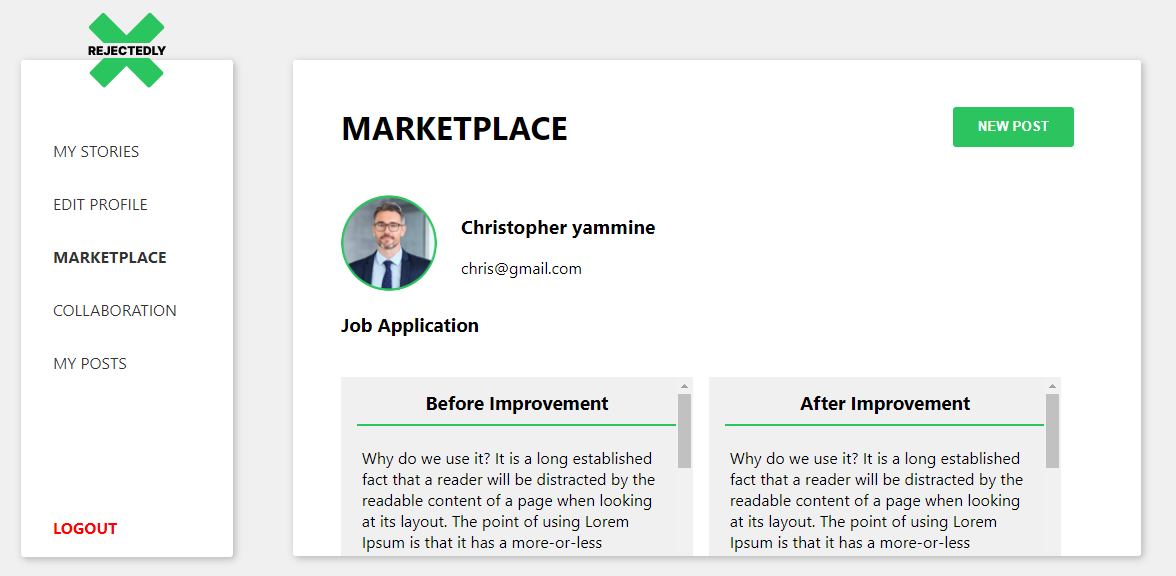 REJECTEDLY
MY STORIES
EDIT PROFILE
MARKETPLACE
COLLABORATION
MY POSTS
LOGOUT
MARKETPLACE
NEW POST
Christopher yammine
chris@gmail.com
Job Application
Before Improvement
Why do we use it? It is a long established
fact that a reader will be distracted by the
readable content of a page when looking
at its layout. The point of using Lorem
Ipsum is that it has a more-or-less
After Improvement
Why do we use it? It is a long established
fact that a reader will be distracted by the
readable content of a page when looking
at its layout. The point of using Lorem
Ipsum is that it has a more-or-less